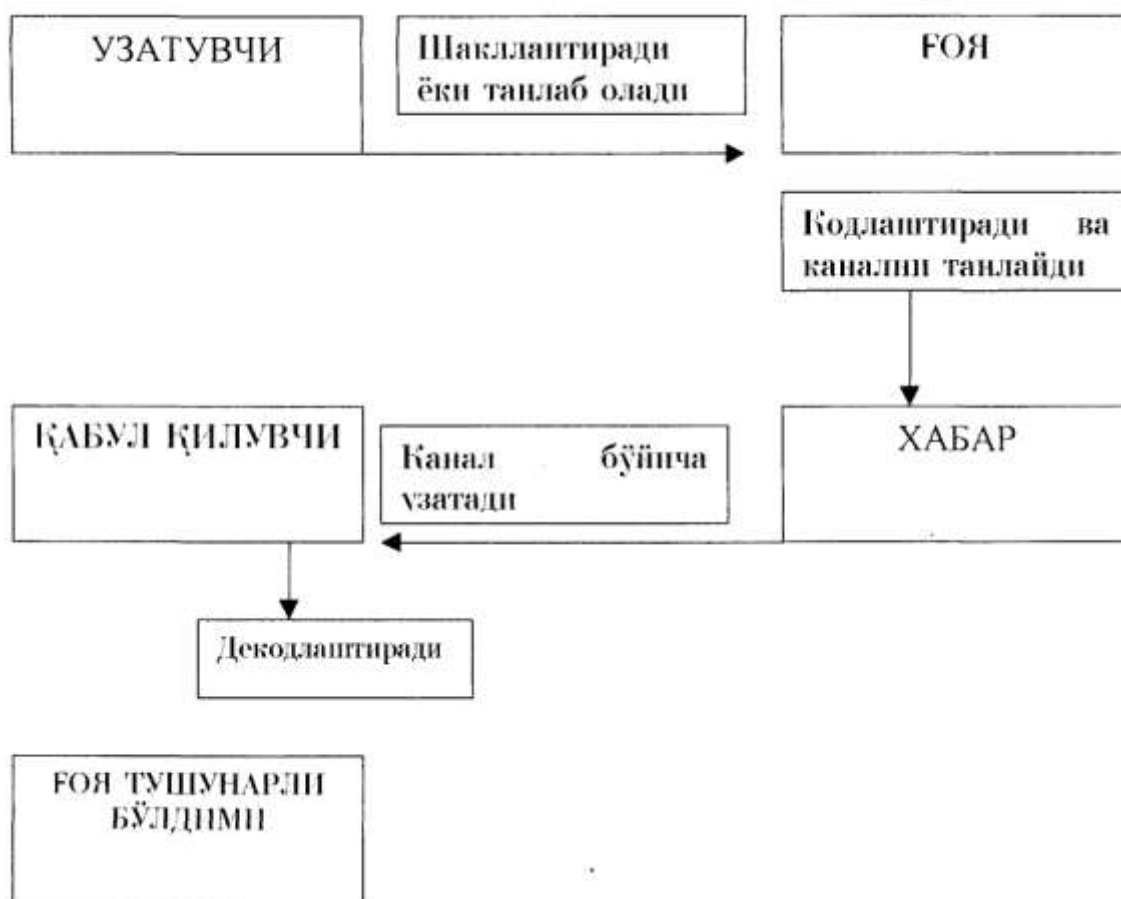 УЗАТУВЧИ
Шакллантиради
ёки танлаб олади
ҒОЯ
Кодлаштиради ва
канални танлайди
ҚАБУЛ ҚИЛУВЧИ
Канал бўйича
узатади
ХАБАР
Декодлаштиради
ҒОЯ ТУШУНАРЛИ
БЎЛДИМИ